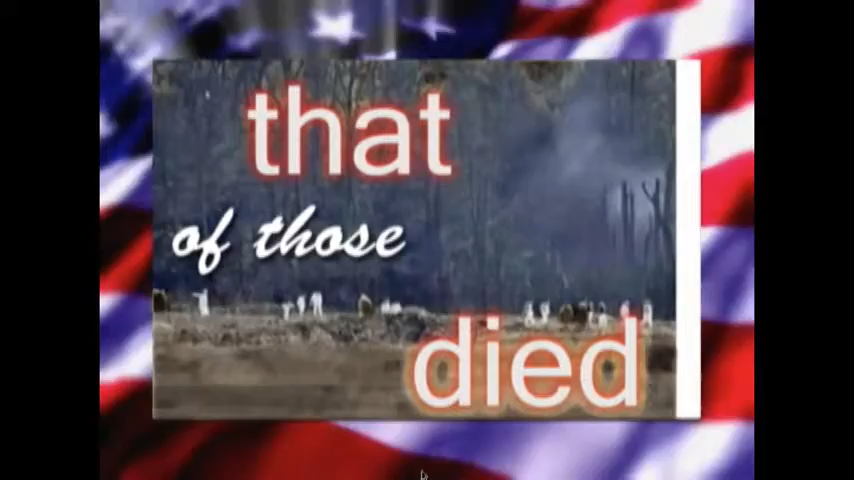 that
of those
died